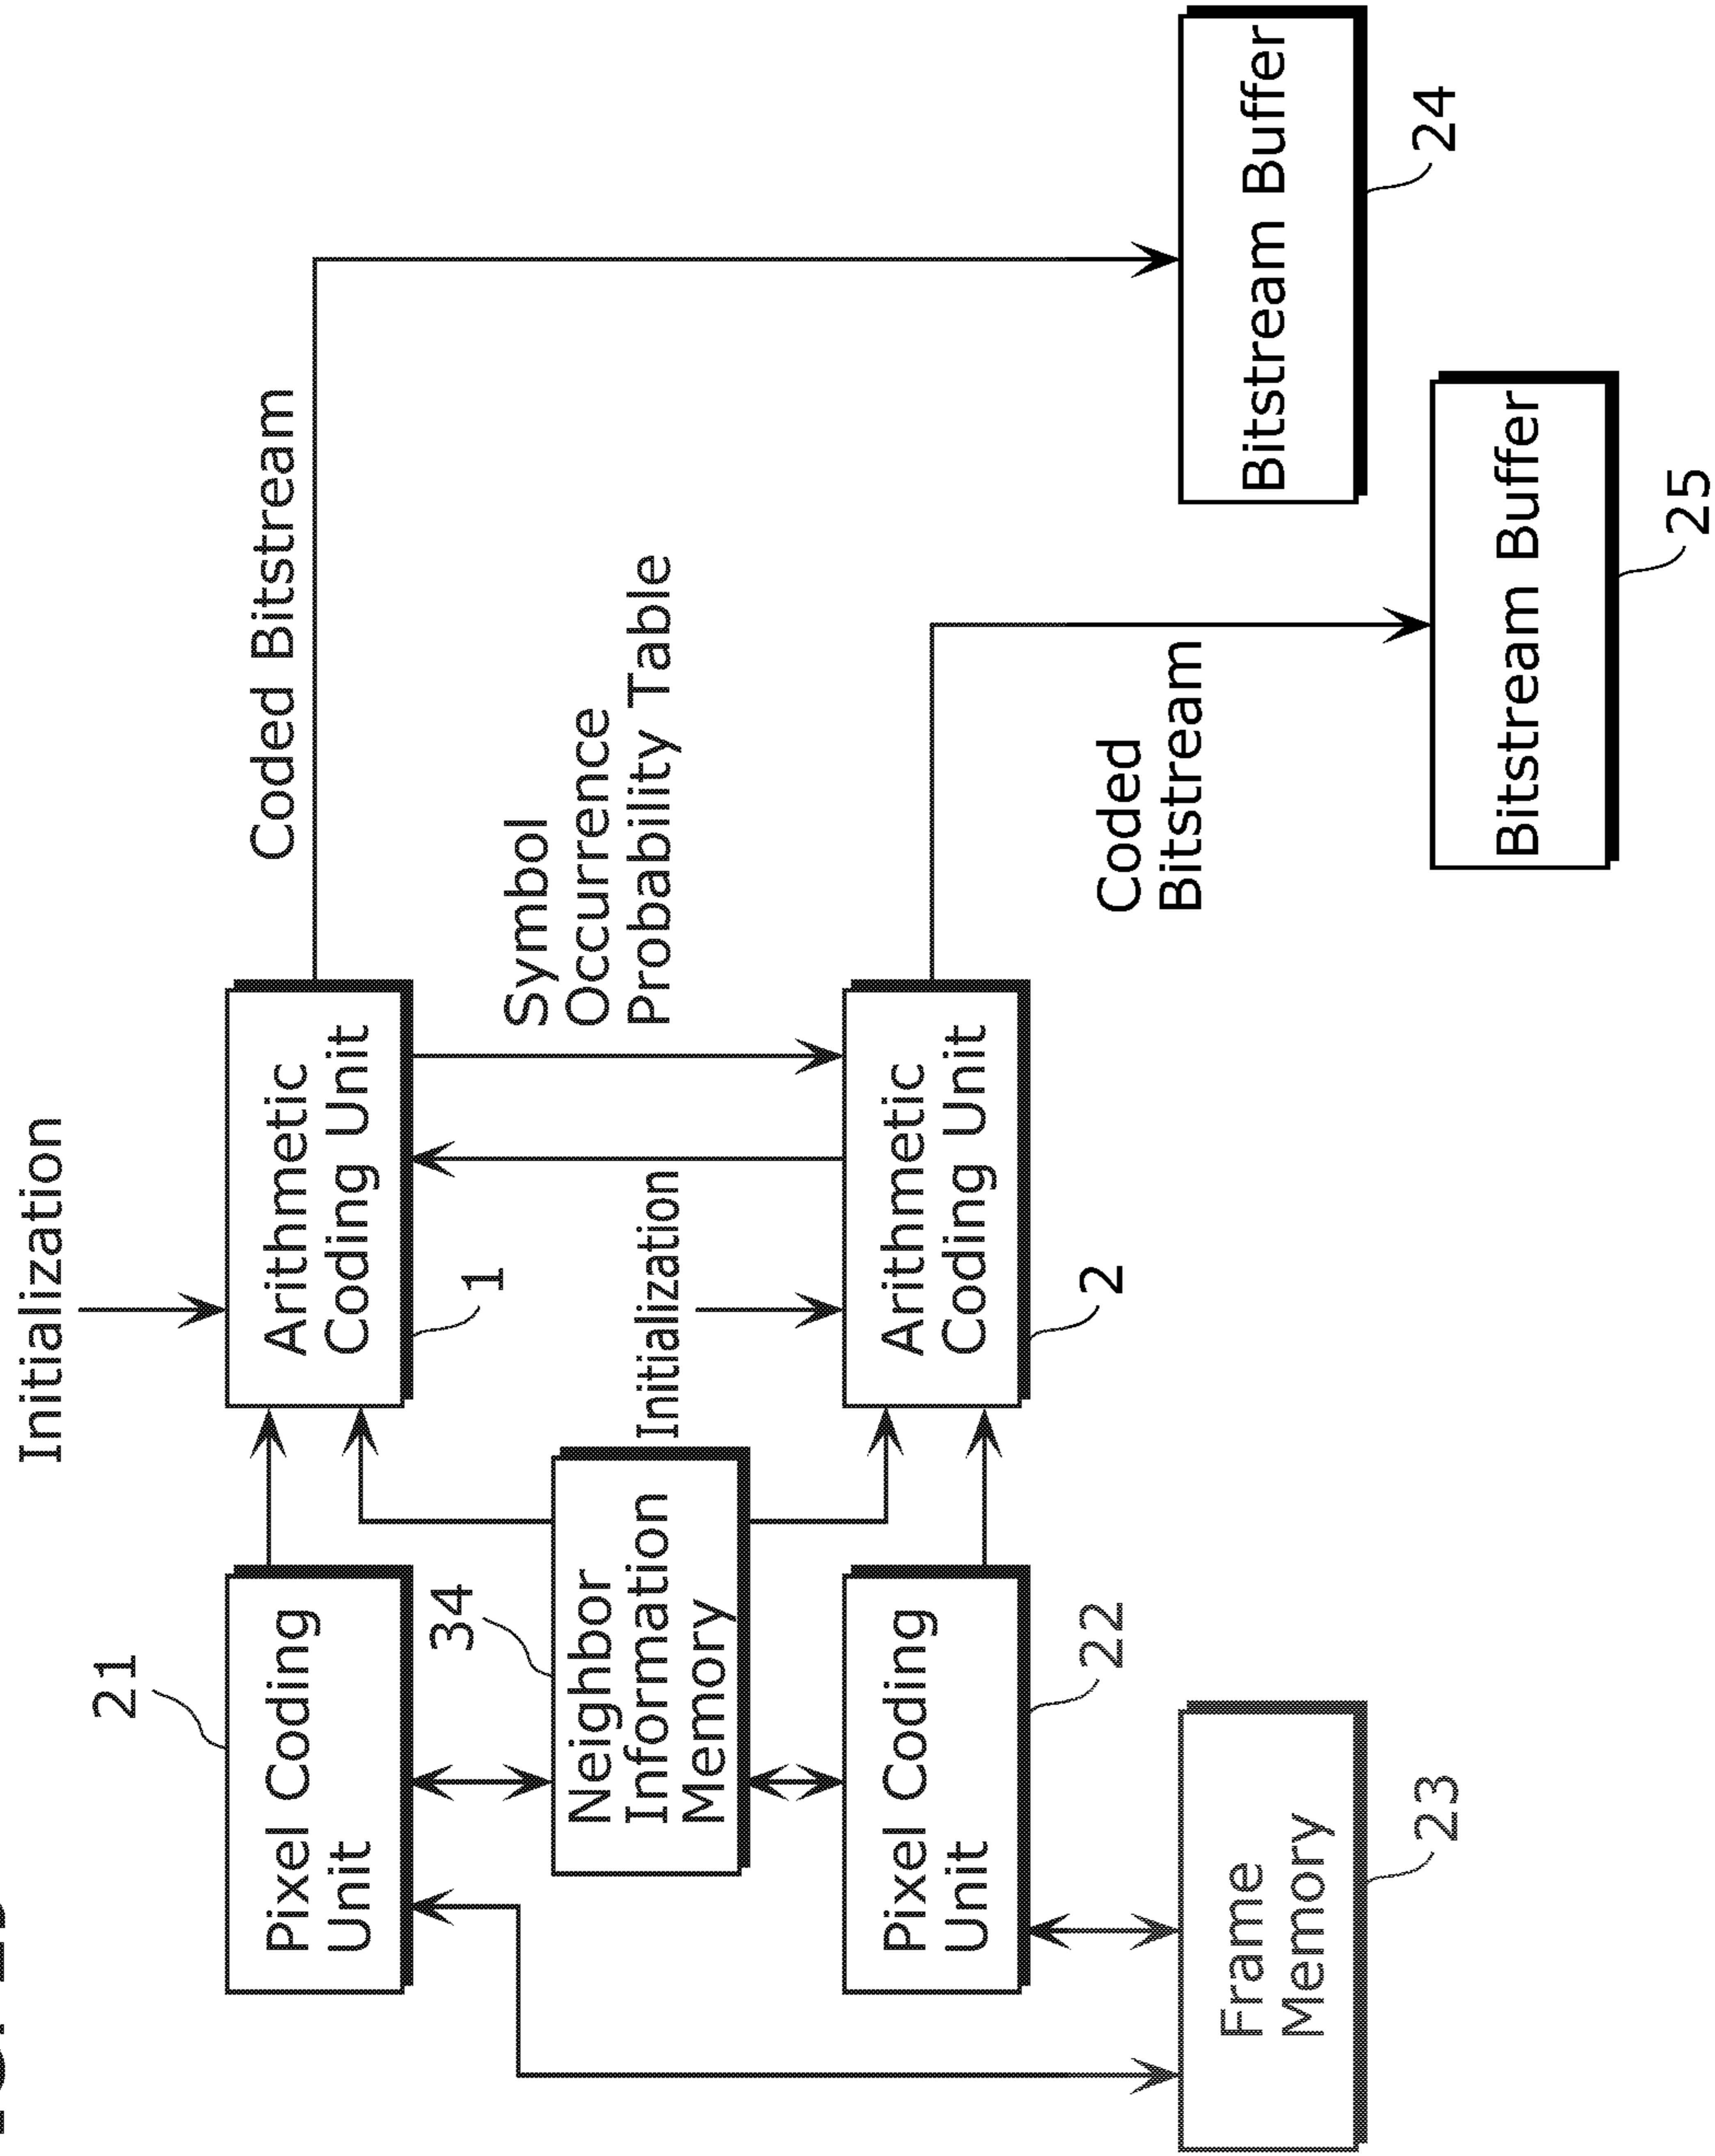 Initialization
21
Pixel Coding
Unit
Arithmetic
Coding Unit
1
Coded Bitstream
34
Neighbor
Information
Memory
Initialization
Symbol
Occurrence
Probability Table
Pixel Coding
Unit
22
Arithmetic
Coding Unit
2
Coded
Bitstream
Frame
Memory
23
Bitstream Buffer
24
Bitstream Buffer
25